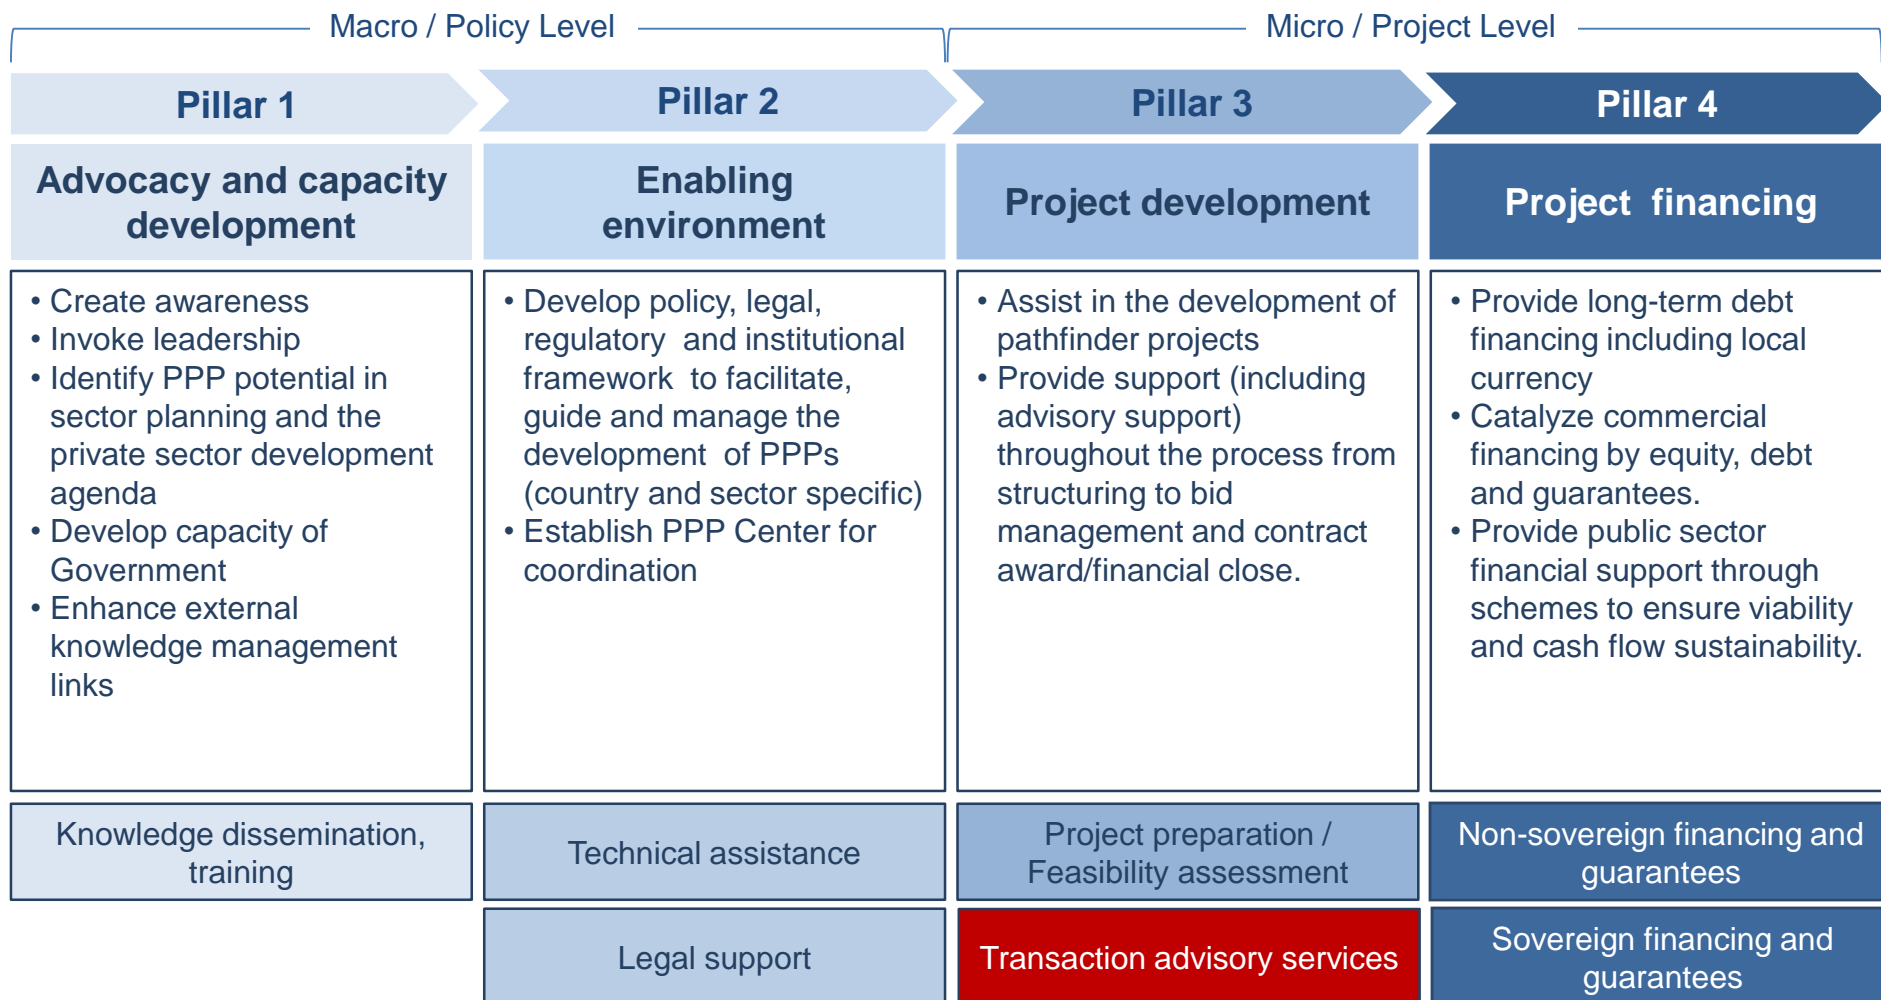 Macro / Policy Level
Micro / Project Level
Pillar 1
Pillar 2
Pillar 3
Pillar 4
Advocacy and capacity
development
Enabling
environment
Project development
Project financing
• Create awareness
• Invoke leadership
• Identify PPP potential in
sector planning and the
private sector development
agenda
• Develop capacity of
Government
• Enhance external
knowledge management
links
• Develop policy, legal,
regulatory and institutional
framework to facilitate,
guide and manage the
development of PPPs
(country and sector specific)
• Establish PPP Center for
coordination
• Assist in the development of
pathfinder projects
• Provide support (including
advisory support)
throughout the process from
structuring to bid
management and contract
award/financial close.
• Provide long-term debt
financing including local
currency
• Catalyze commercial
financing by equity, debt
and guarantees.
• Provide public sector
financial support through
schemes to ensure viability
and cash flow sustainability.
Knowledge dissemination,
training
Technical assistance
Project preparation /
Feasibility assessment
Non-sovereign financing and
guarantees
Legal support
Transaction advisory services
Sovereign financing and
guarantees